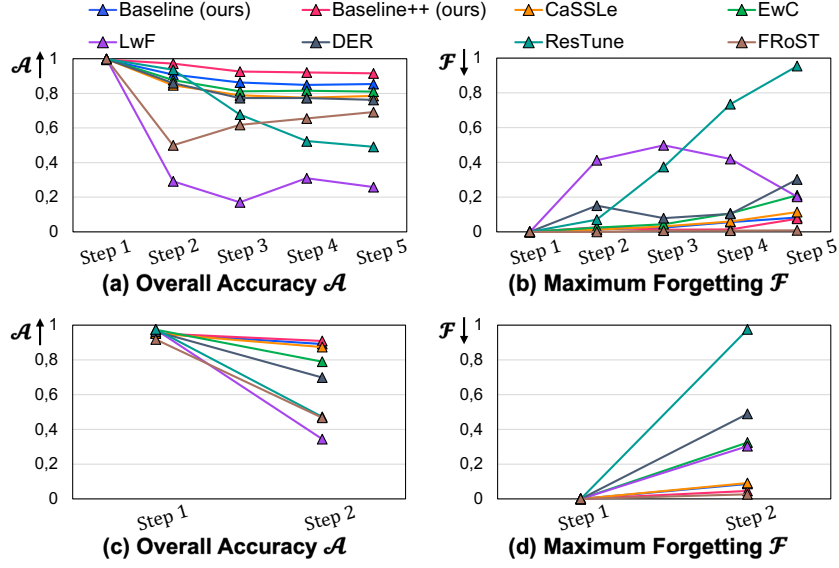 Baseline (ours) Baseline++ (ours) CaSSLe EwC
LwF DER ResTune FRoST
𝒜↑ 1
0,8
0,6
0,4
0,2
0
Step 1 Step 2 Step 3 Step 4 Step 5
(a) Overall Accuracy 𝒜
ℱ↓ 1
0,8
0,6
0,4
0,2
0
Step 1 Step 2 Step 3 Step 4 Step 5
(b) Maximum Forgetting ℱ
𝒜↑ 1
0,8
0,6
0,4
0,2
0
Step 1 Step 2
(c) Overall Accuracy 𝒜
ℱ↓ 1
0,8
0,6
0,4
0,2
0
Step 1 Step 2
(d) Maximum Forgetting ℱ